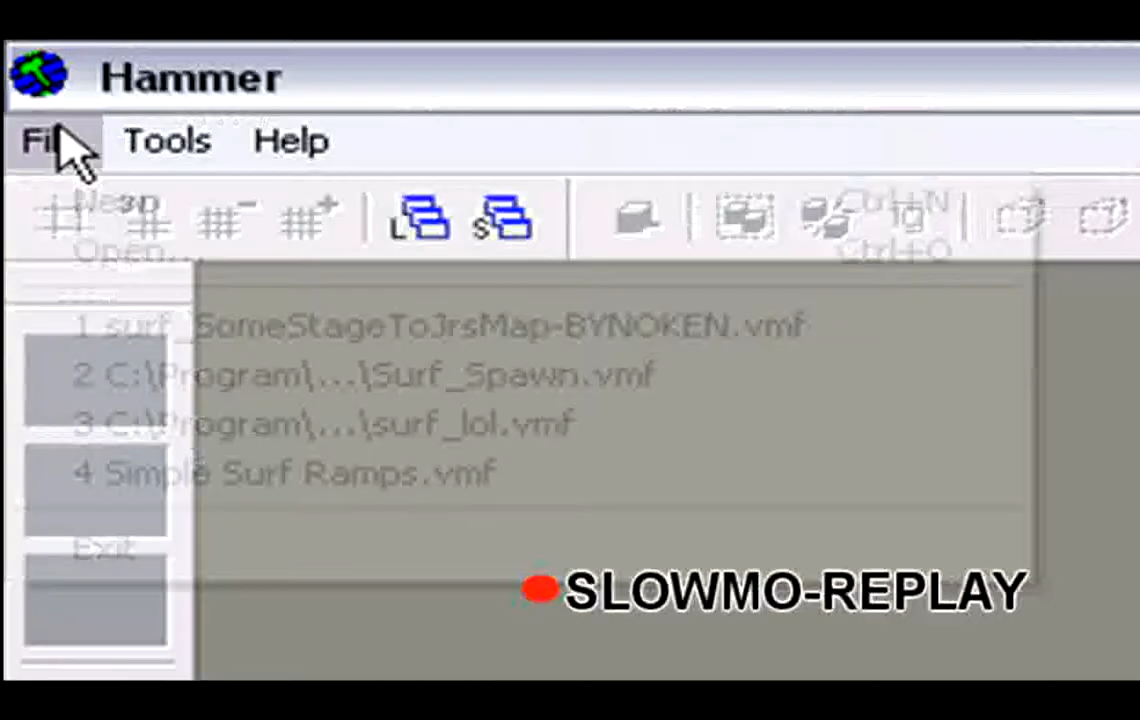 Hammer
Fil Tools Help
New Ctrl+N
Open... Ctrl+O
1 surf_SomeStageToJrsMap-BYNOKEN.vmf
2 C:\Program\...\Surf_Spawn.vmf
3 C:\Program\...\surf_lol.vmf
4 Simple Surf Ramps.vmf
Exit
SLOWMO-REPLAY